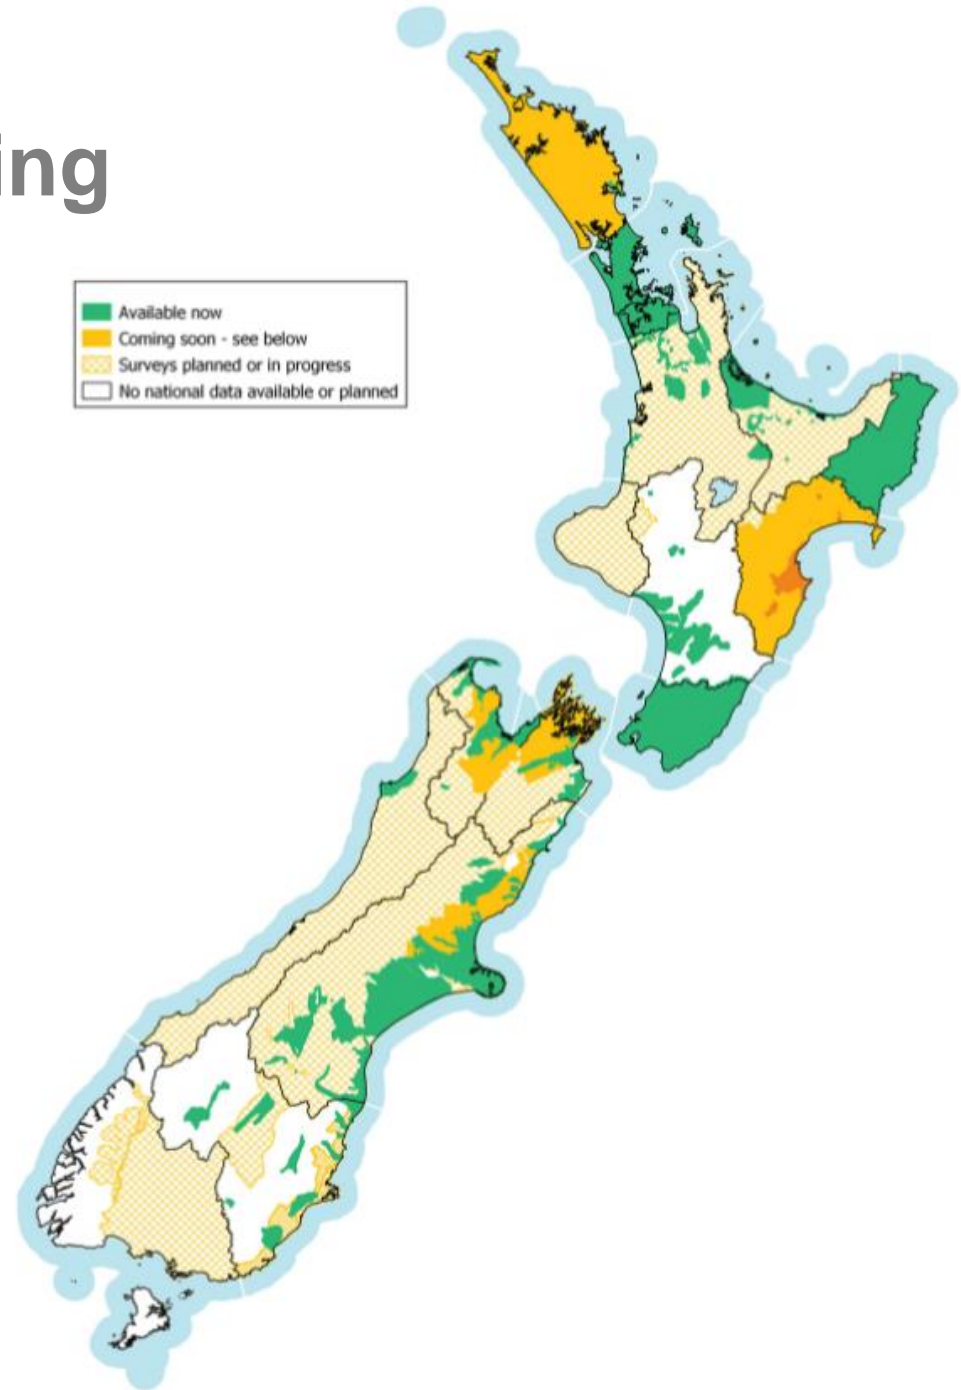 ing
Available now
Coming soon - see below
Surveys planned or in progress
No national data available or planned